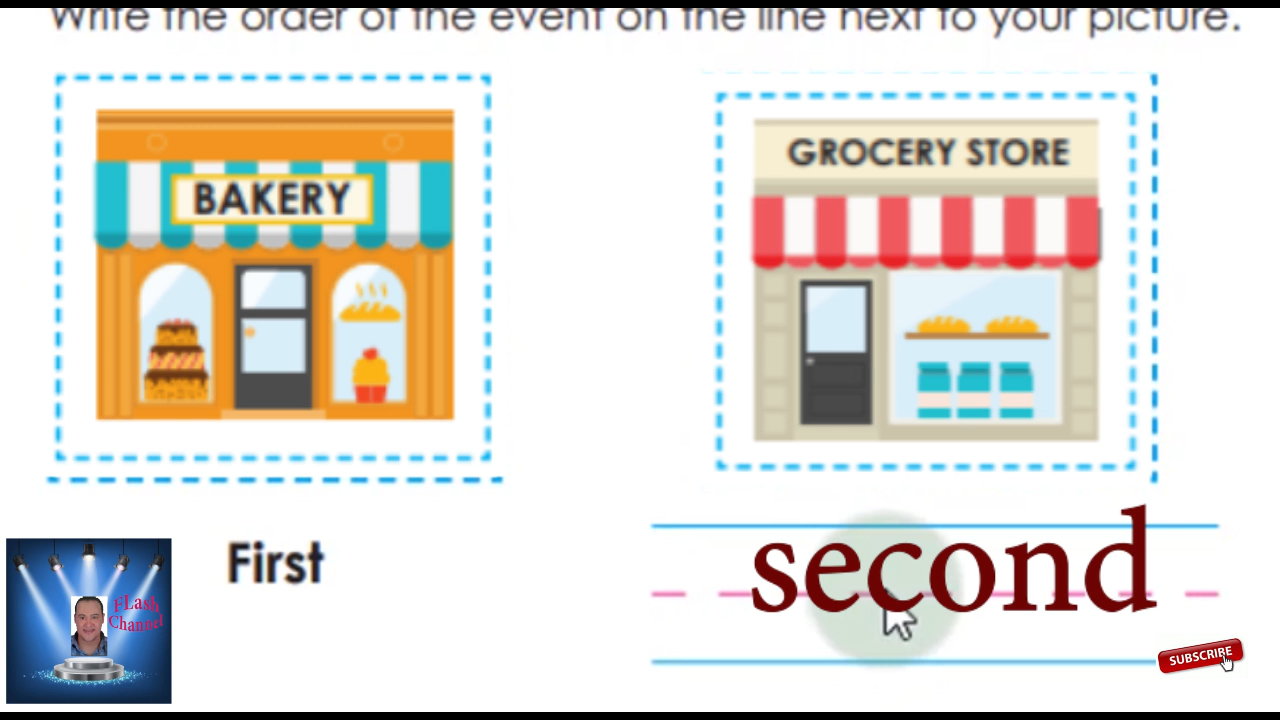 Write the order of the event on the line next to your picture.
BAKERY
GROCERY STORE
First
second
FLash
Channel
SUBSCRIBE